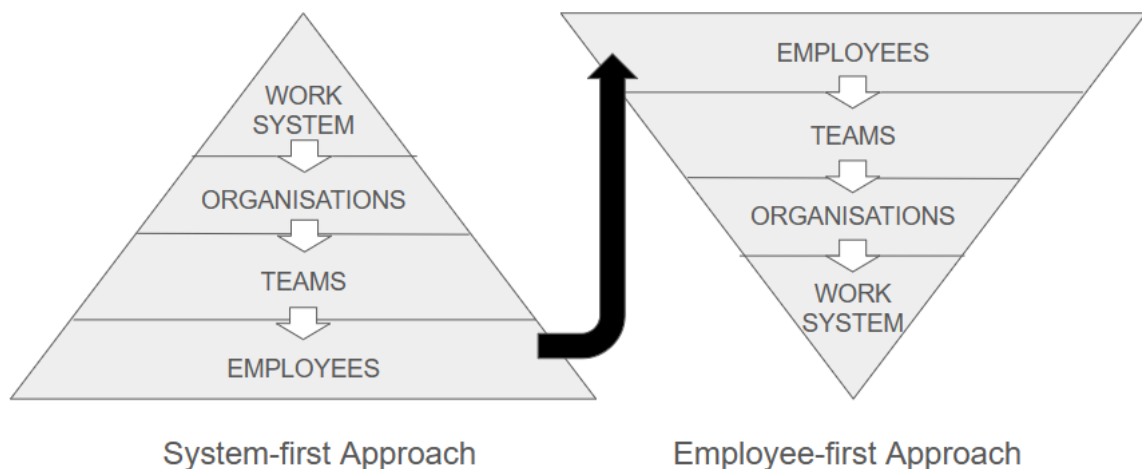 WORK
SYSTEM
ORGANISATIONS
TEAMS
EMPLOYEES
System-first Approach
EMPLOYEES
TEAMS
ORGANISATIONS
WORK
SYSTEM
Employee-first Approach